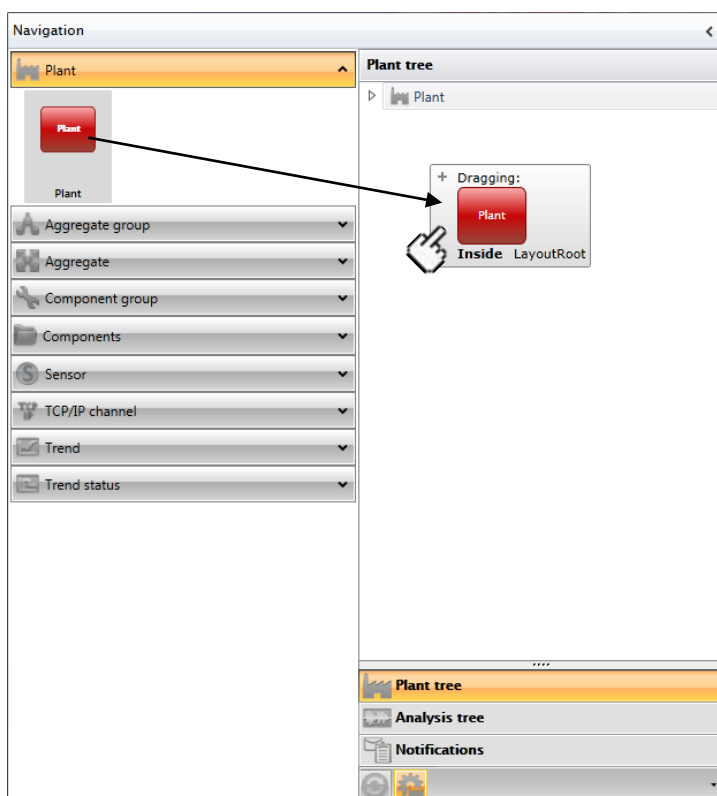 Navigation
Plant
Plant
Plant
Aggregate group
Aggregate
Component group
Components
Sensor
TCP/IP channel
Trend
Trend status
Plant tree
Plant
Dragging:
Plant
Inside LayoutRoot
Plant tree
Analysis tree
Notifications